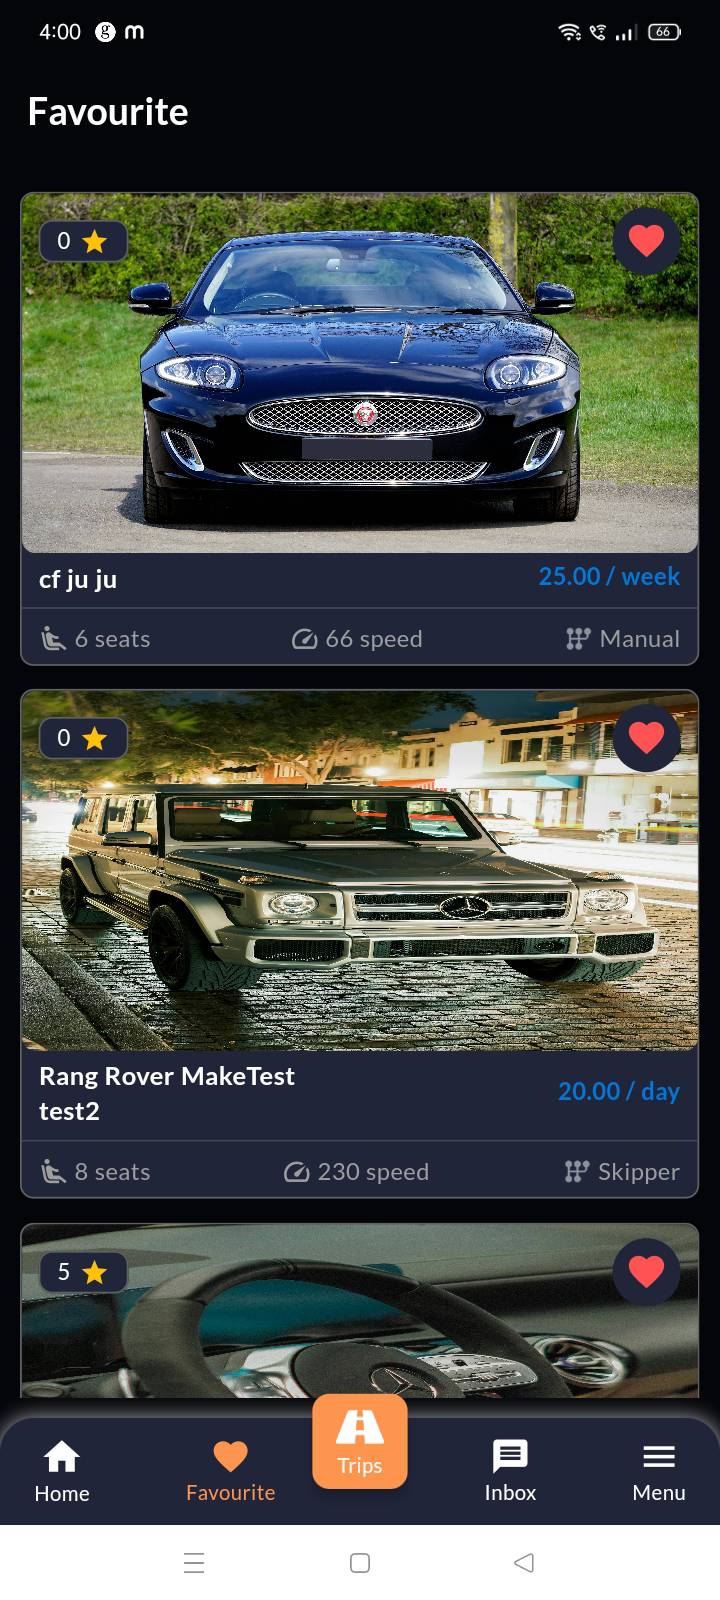 4:00
g
m
66
Favourite
0
cf ju ju
25.00 / week
6 seats
66 speed
Manual
0
Rang Rover MakeTest
test2
20.00 / day
8 seats
230 speed
Skipper
5
Home
Favourite
Trips
Inbox
Menu